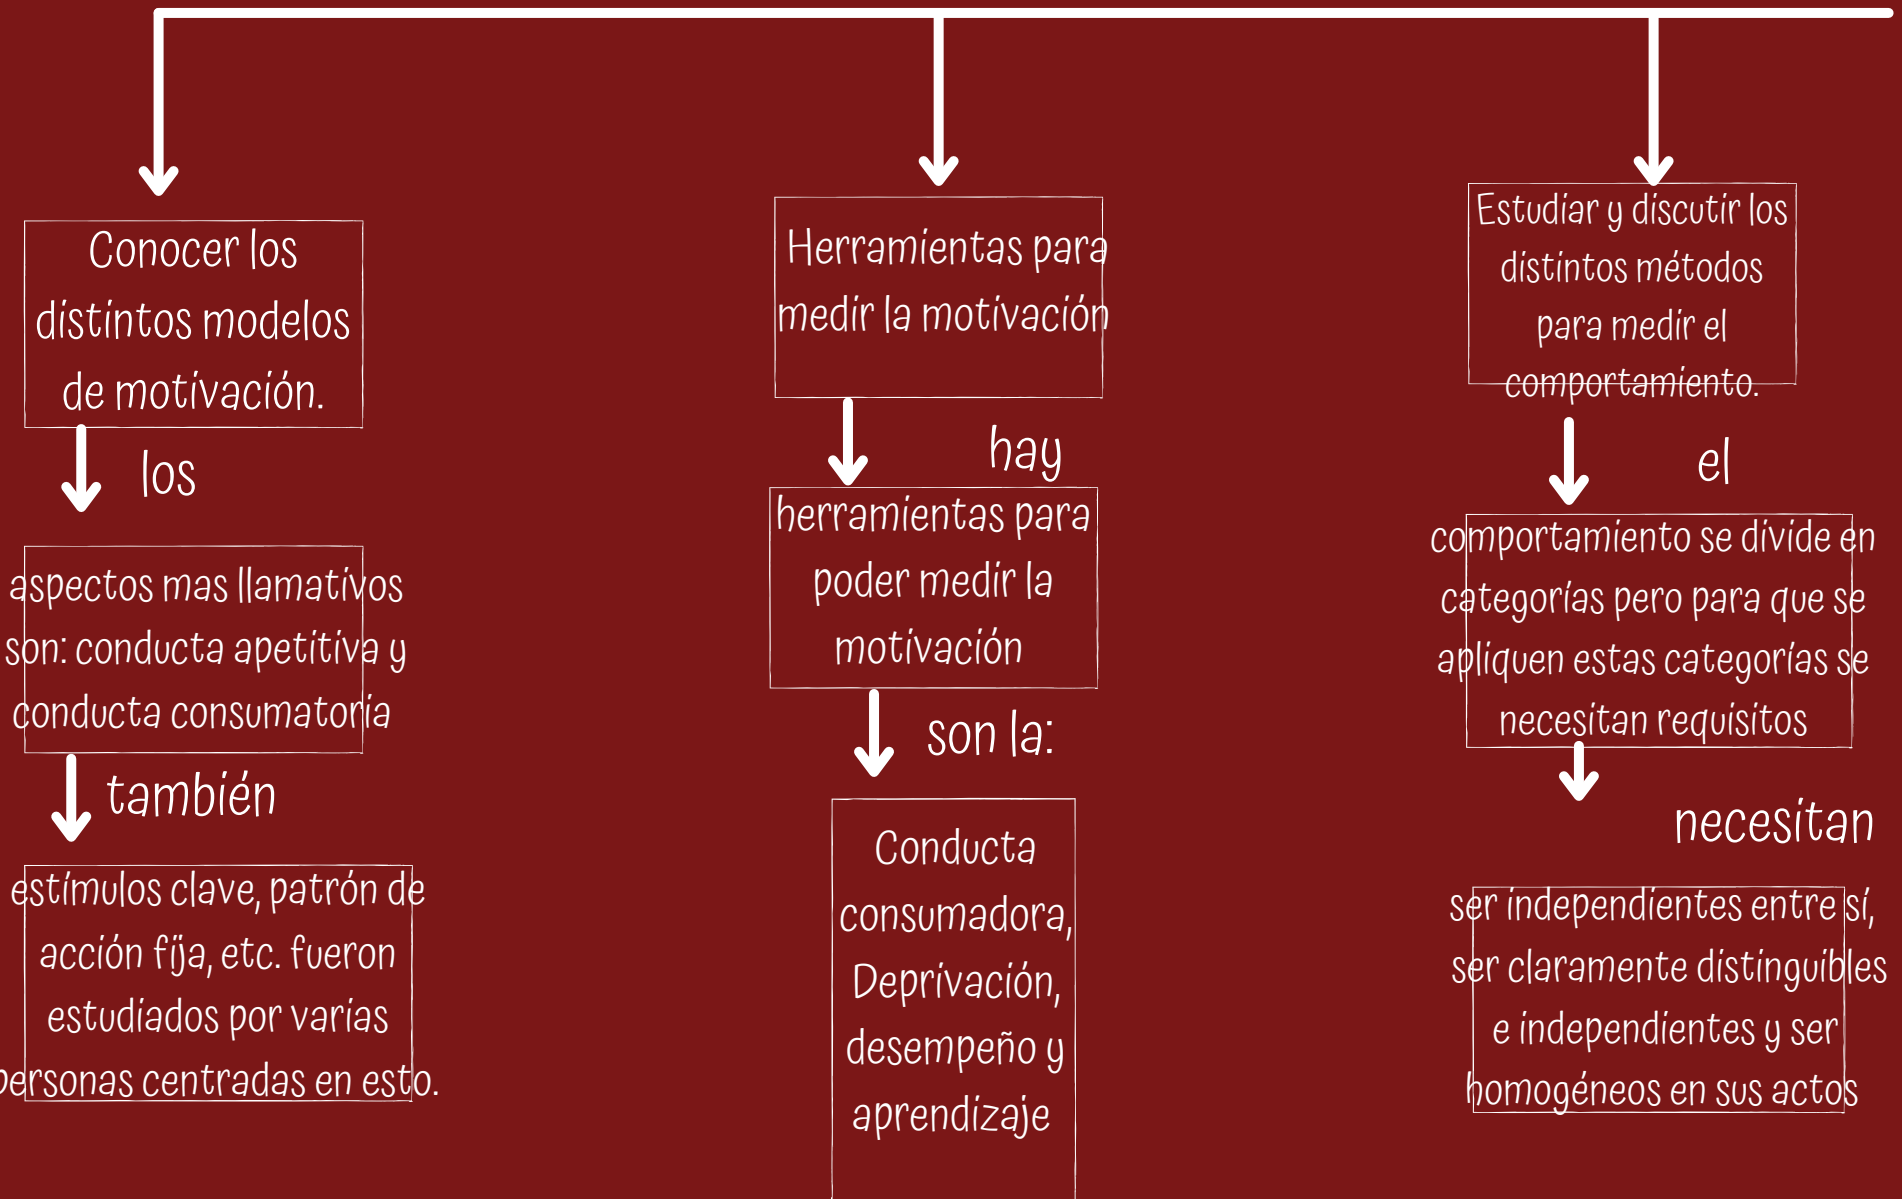 Conocer los
distintos modelos
de motivación.
los
aspectos mas llamativos
son: conducta apetitiva y
conducta consumatoria
también
estímulos clave, patrón de
acción fija, etc. fueron
estudiados por varias
personas centradas en esto.
Herramientas para
medir la motivación
hay
herramientas para
poder medir la
motivación
son la:
Conducta
consumadora,
Deprivación,
desempeño y
aprendizaje
Estudiar y discutir los
distintos métodos
para medir el
comportamiento.
el
comportamiento se divide en
categorías pero para que se
apliquen estas categorías se
necesitan requisitos
necesitan
ser independientes entre sí,
ser claramente distinguibles
e independientes y ser
homogéneos en sus actos